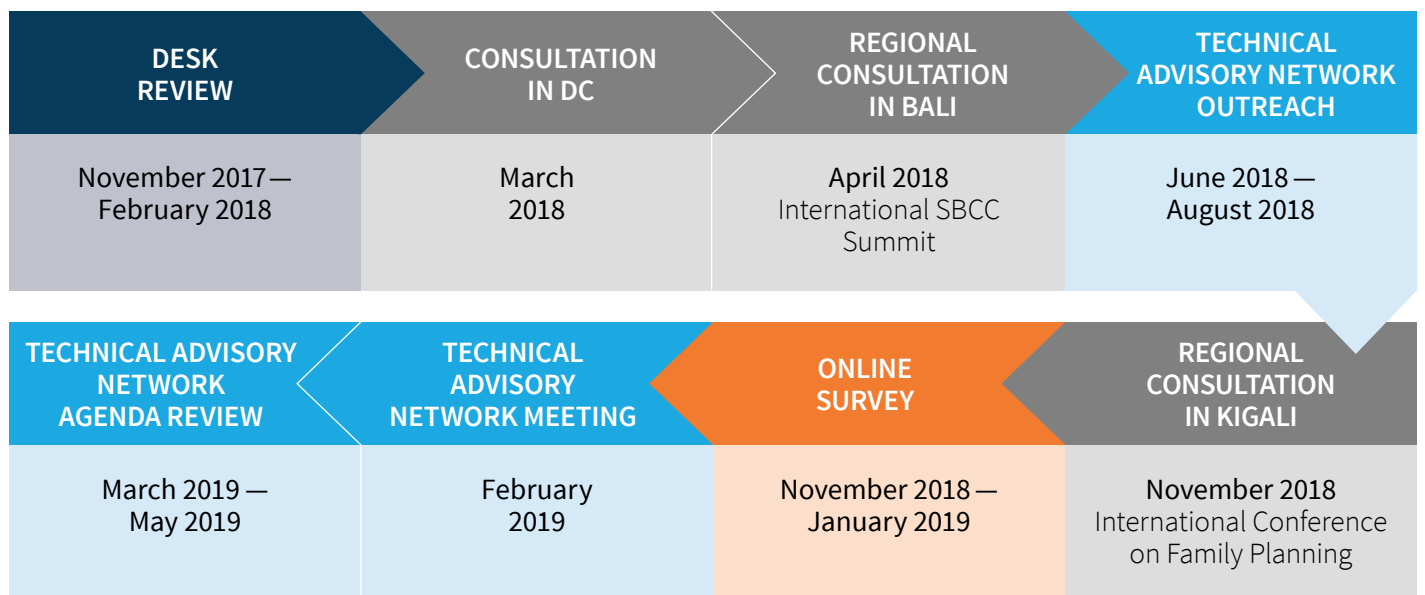 DESK
REVIEW
November 2017—
February 2018
CONSULTATION
IN DC
March
2018
REGIONAL
CONSULTATION
IN BALI
April 2018
International SBCC
Summit
TECHNICAL
ADVISORY NETWORK
OUTREACH
June 2018—
August 2018
REGIONAL
CONSULTATION
IN KIGALI
November 2018
International Conference
on Family Planning
ONLINE
SURVEY
November 2018—
January 2019
TECHNICAL
ADVISORY
NETWORK MEETING
February
2019
TECHNICAL ADVISORY
NETWORK
AGENDA REVIEW
March 2019—
May 2019